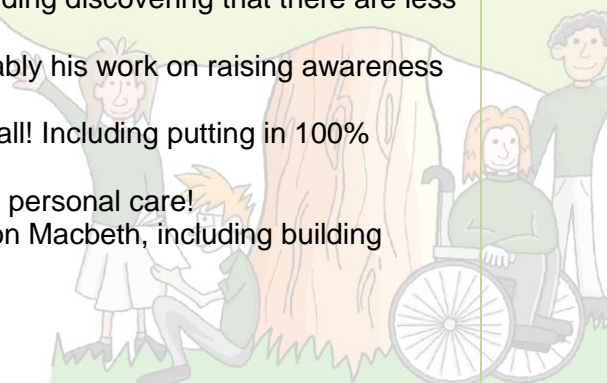 ding discovering that there are less
ably his work on raising awareness
all! Including putting in 100%
personal care!
on Macbeth, including building